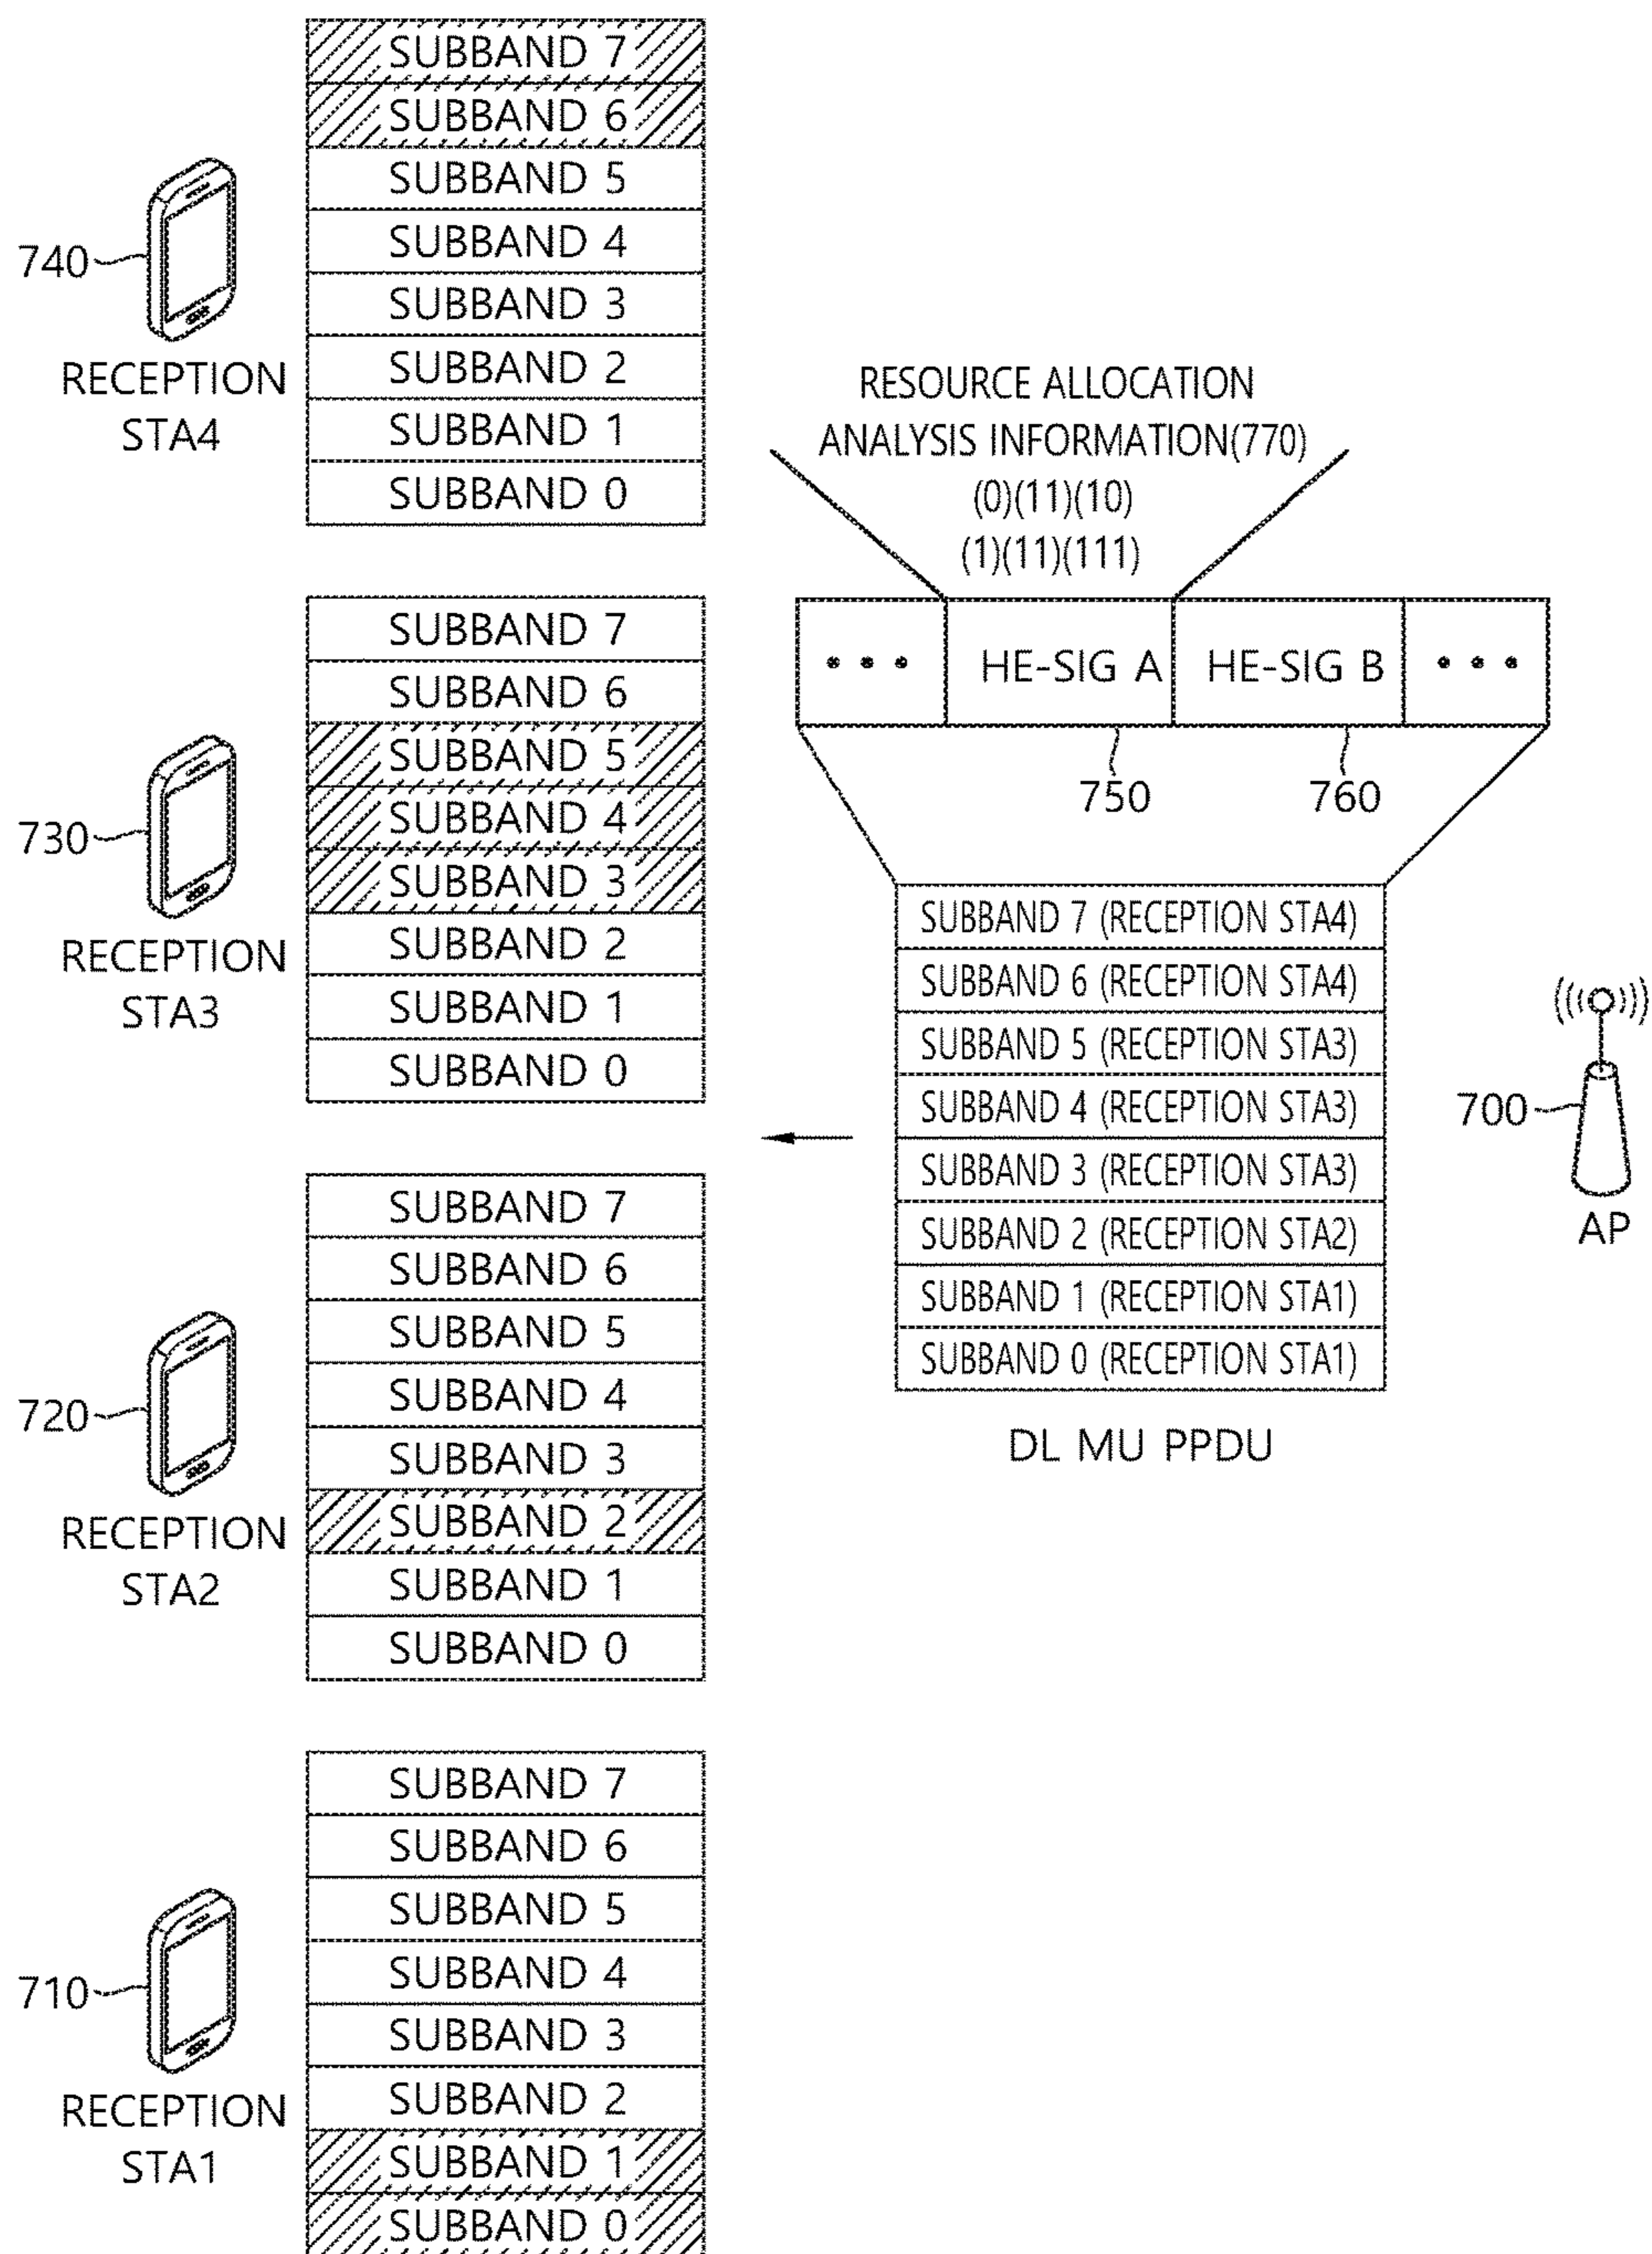 SUBBAND 7
SUBBAND 6
SUBBAND 5
SUBBAND 4
SUBBAND 3
SUBBAND 2
SUBBAND 1
SUBBAND 0
740
RECEPTION
STA4
SUBBAND 7
SUBBAND 6
SUBBAND 5
SUBBAND 4
SUBBAND 3
SUBBAND 2
SUBBAND 1
SUBBAND 0
730
RECEPTION
STA3
SUBBAND 7
SUBBAND 6
SUBBAND 5
SUBBAND 4
SUBBAND 3
SUBBAND 2
SUBBAND 1
SUBBAND 0
720
RECEPTION
STA2
SUBBAND 7
SUBBAND 6
SUBBAND 5
SUBBAND 4
SUBBAND 3
SUBBAND 2
SUBBAND 1
SUBBAND 0
710
RECEPTION
STA1
RESOURCE ALLOCATION
ANALYSIS INFORMATION(770)
(0)(11)(10)
(1)(11)(111)
• • • HE-SIG A HE-SIG B • • •
750 760
SUBBAND 7 (RECEPTION STA4)
SUBBAND 6 (RECEPTION STA4)
SUBBAND 5 (RECEPTION STA3)
SUBBAND 4 (RECEPTION STA3)
SUBBAND 3 (RECEPTION STA3)
SUBBAND 2 (RECEPTION STA2)
SUBBAND 1 (RECEPTION STA1)
SUBBAND 0 (RECEPTION STA1)
DL MU PPDU
700
AP